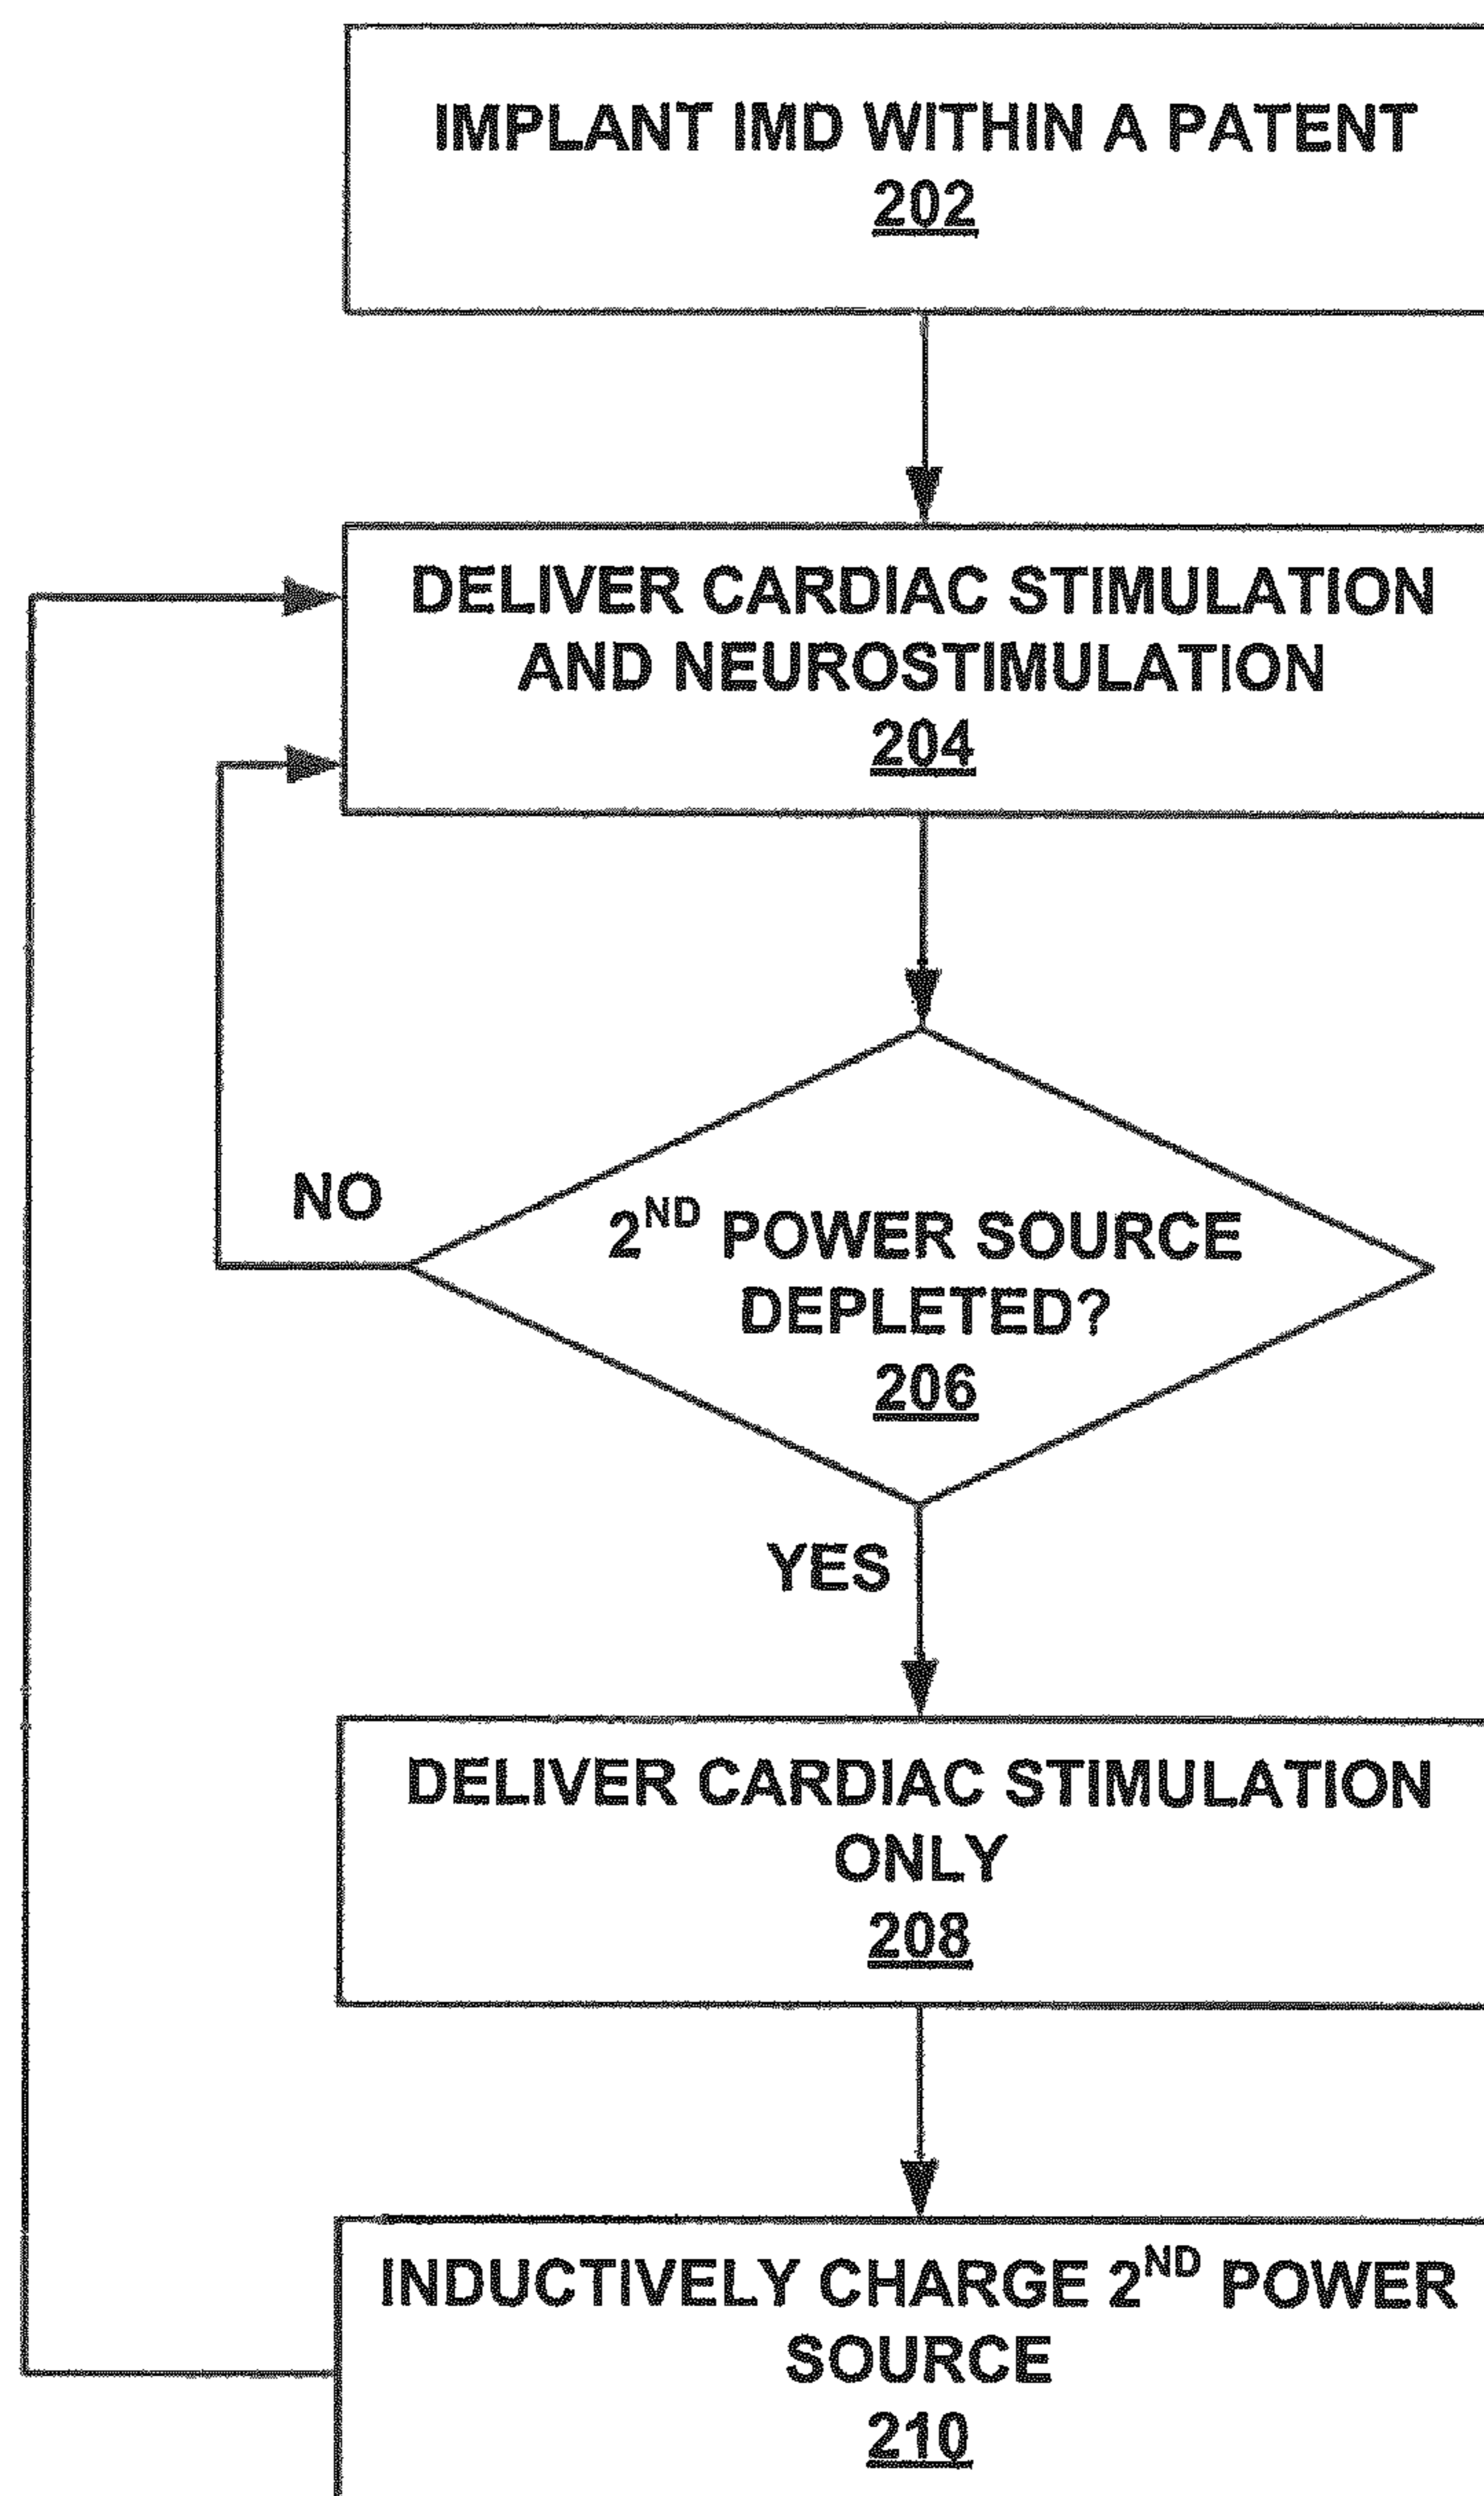 IMPLANT IMD WITHIN A PATENT
202
DELIVER CARDIAC STIMULATION
AND NEUROSTIMULATION
204
NO
2ND POWER SOURCE
DEPLETED?
206
YES
DELIVER CARDIAC STIMULATION
ONLY
208
INDUCTIVELY CHARGE 2ND POWER
SOURCE
210